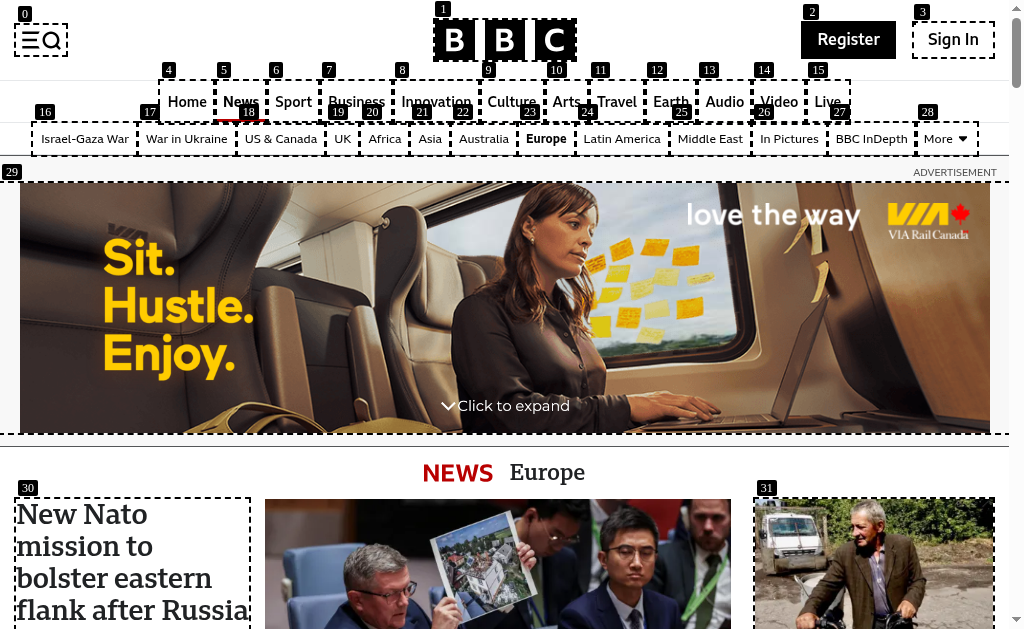 0
1
2
3
BBC
Register
Sign In
4
5
6
7
8
9
10
11
12
13
14
15
Home
News
Sport
Business
Innovation
Culture
Arts
Travel
Earth
Audio
Video
Live
16
17
18
19
20
21
22
23
24
25
26
27
28
Israel-Gaza War
War in Ukraine
US & Canada
UK
Africa
Asia
Australia
Europe
Latin America
Middle East
In Pictures
BBC InDepth
More
29
ADVERTISEMENT
love the way
VIA
VIA Rail Canada
Sit.
Hustle.
Enjoy.
Click to expand
NEWS Europe
30
31
New Nato
mission to
bolster eastern
flank after Russia